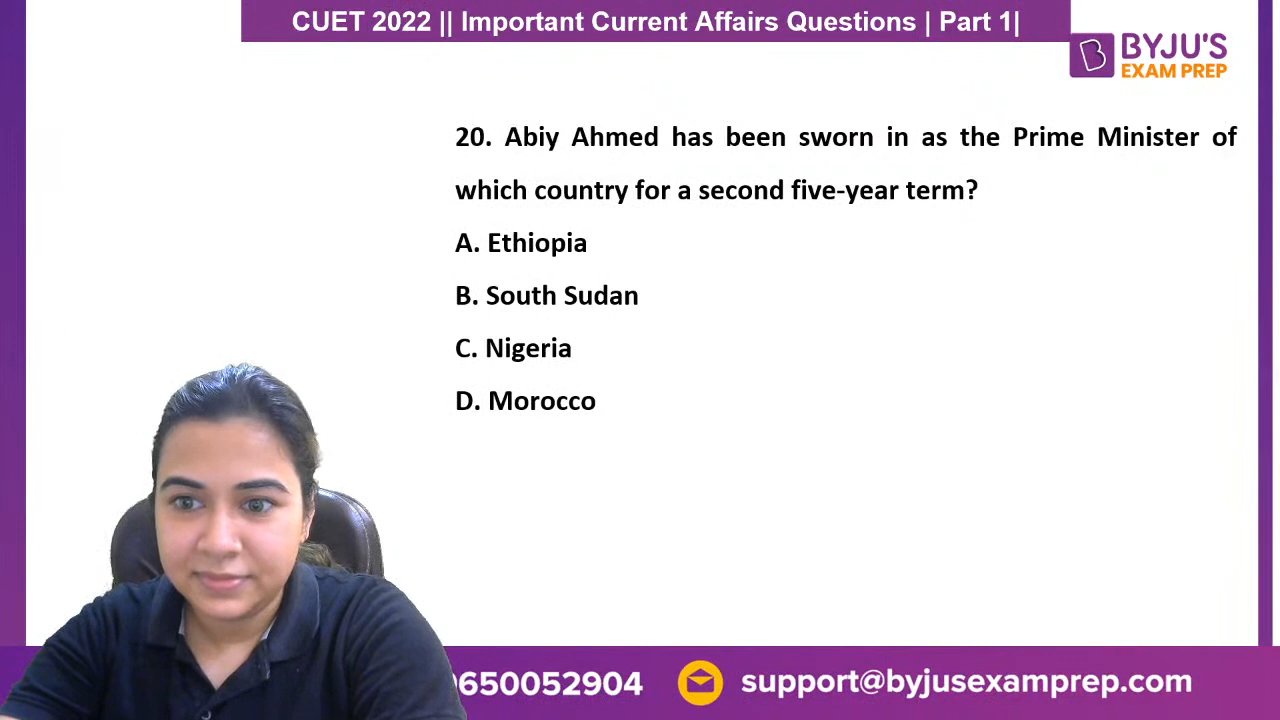 CUET 2022 || Important Current Affairs Questions | Part 1|
BYJU'S
EXAM PREP
20. Abiy Ahmed has been sworn in as the Prime Minister of
which country for a second five-year term?
A. Ethiopia
B. South Sudan
C. Nigeria
D. Morocco
650052904
support@byjusexamprep.com